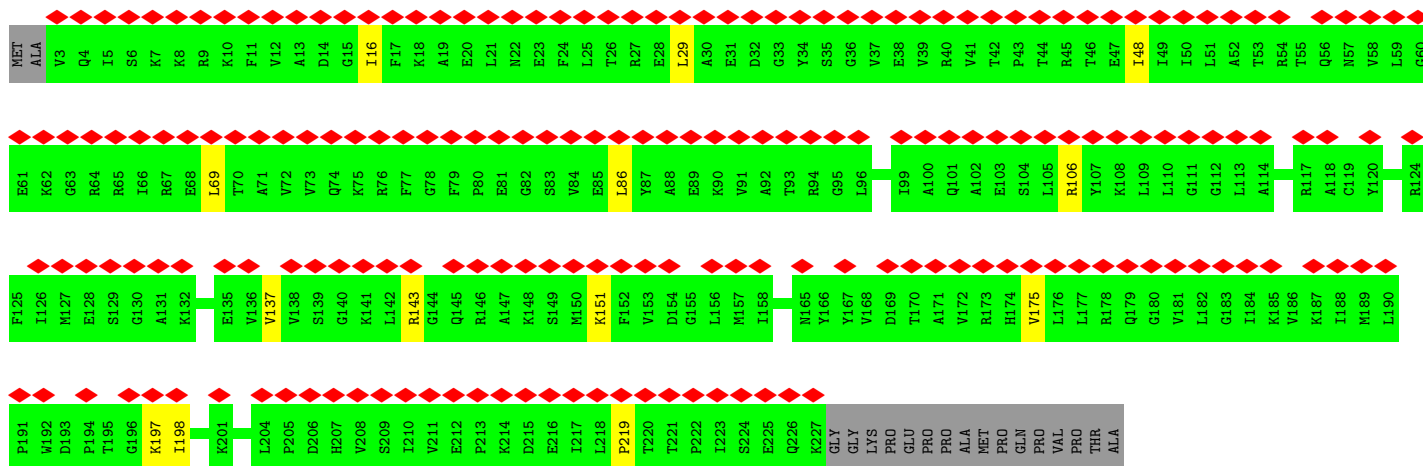 MET ALA V3 Q4 I5 S6 K7 K8 R9 K10 F11 V12 A13 D14 G15 I16 F17 K18 A19 E20 L21 N22 E23 F24 L25 T26 R27 E28 L29 A30 E31 D32 G33 Y34 S35 G36 V37 E38 V39 R40 V41 T42 P43 T44 R45 T46 E47 I48 I49 I50 L51 A52 T53 R54 T55 Q56 N57 V58 L59 G60
E61 K62 G63 R64 R65 I66 R67 E68 L69 T70 A71 V72 V73 Q74 K75 R76 F77 G78 F79 P80 E81 G82 S83 V84 E85 L86 Y87 A88 E89 K90 V91 A92 T93 R94 G95 L96 I99 A100 Q101 A102 E103 S104 L105 R106 Y107 K108 L109 L110 G111 G112 L113 A114 R117 A118 C119 Y120 R124
F125 I126 M127 E128 S129 G130 A131 K132 E135 V136 V137 V138 S139 G140 K141 L142 R143 G144 Q145 R146 A147 K148 S149 M150 K151 F152 V153 D154 G155 L156 M157 I158 N165 Y166 Y167 V168 D169 T170 A171 V172 R173 H174 V175 L176 L177 R178 Q179 G180 V181 L182 G183 I184 K185 V186 K187 I188 M189 L190
P191 W192 D193 P194 T195 G196 K197 I198 K201 L204 P205 D206 H207 V208 S209 I210 V211 E212 P213 K214 D215 E216 I217 L218 P219 T220 T221 P222 I223 S224 E225 Q226 K227 GLY GLY LYS PRO GLU PRO PRO ALA MET PRO GLN PRO VAL PRO THR ALA